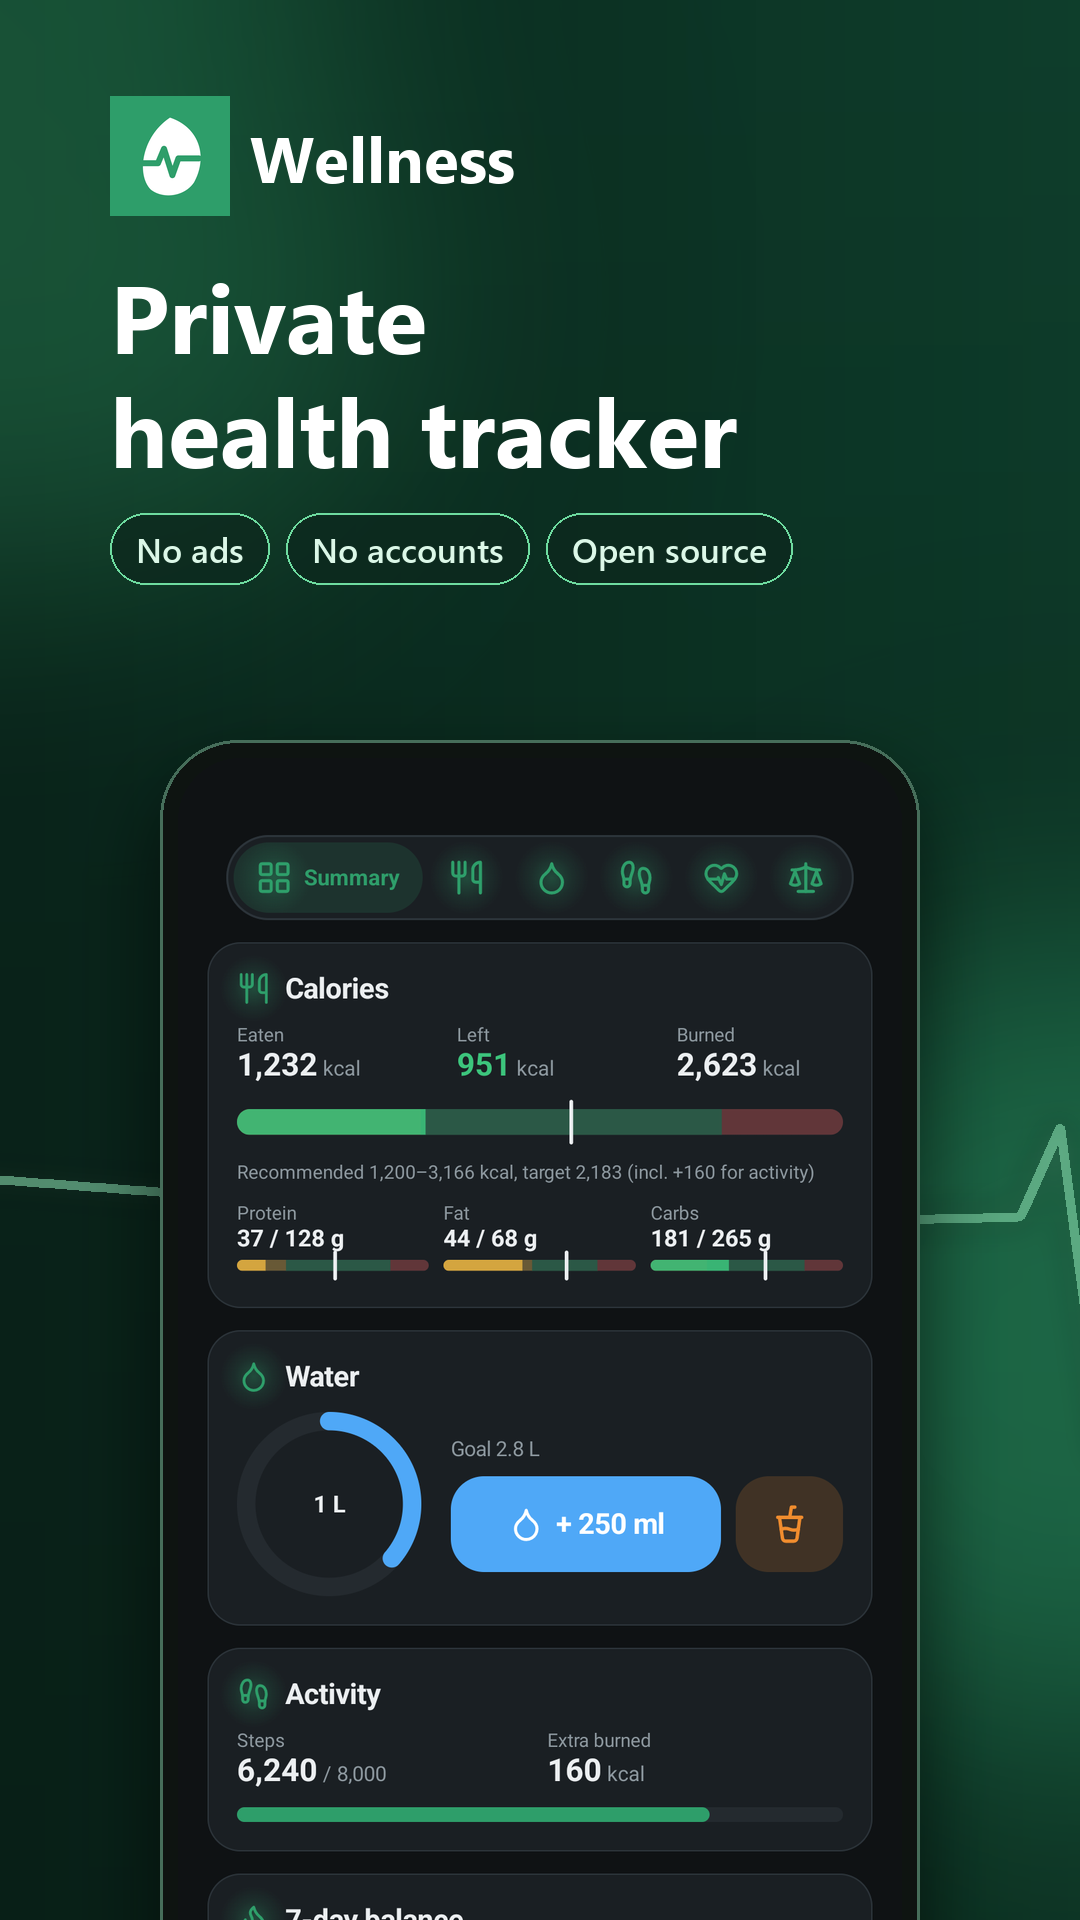 Wellness
Private
health tracker
No ads No accounts Open source
Summary
Calories
Eaten Left Burned
1,232 kcal 951 kcal 2,623 kcal
Recommended 1,200–3,166 kcal, target 2,183 (incl. +160 for activity)
Protein Fat Carbs
37 / 128 g 44 / 68 g 181 / 265 g
Water
Goal 2.8 L
1 L
+ 250 ml
Activity
Steps Extra burned
6,240 / 8,000 160 kcal
7-day balance